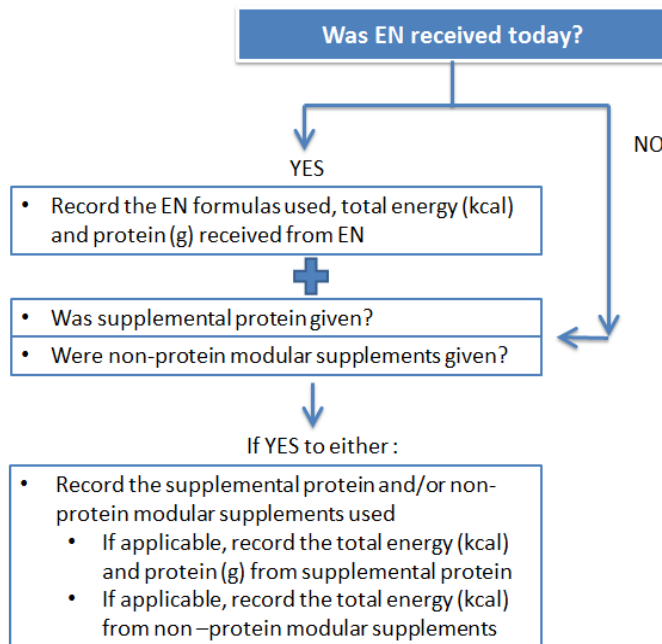 Was EN received today?
NO
YES
• Record the EN formulas used, total energy (kcal)
and protein (g) received from EN
• Was supplemental protein given?
• Were non-protein modular supplements given?
If YES to either :
• Record the supplemental protein and/or non-
protein modular supplements used
• If applicable, record the total energy (kcal)
and protein (g) from supplemental protein
• If applicable, record the total energy (kcal)
from non –protein modular supplements